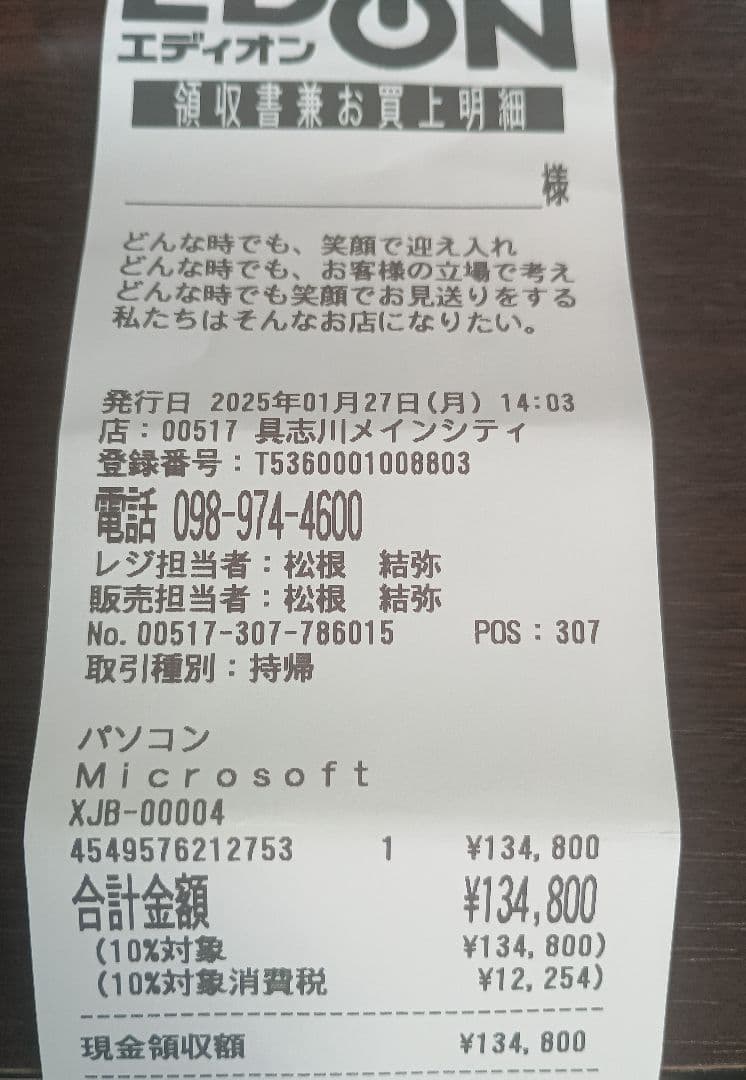 EDION
エディオン
領収書兼お買上明細
様
どんな時でも、笑顔で迎え入れ
どんな時でも、お客様の立場で考え
どんな時でも笑顔でお見送りをする
私たちはそんなお店になりたい。
発行日 2025年01月27日(月) 14:03
店:00517 具志川メインシティ
登録番号:T5360001008803
電話 098-974-4600
レジ担当者:松根 結弥
販売担当者:松根 結弥
No.00517-307-786015 POS:307
取引種別:持帰
パソコン
Microsoft
XJB-00004
4549576212753 1 ¥134,800
合計金額 ¥134,800
(10%対象 ¥134,800)
(10%対象消費税 ¥12,254)
現金領収額 ¥134,800